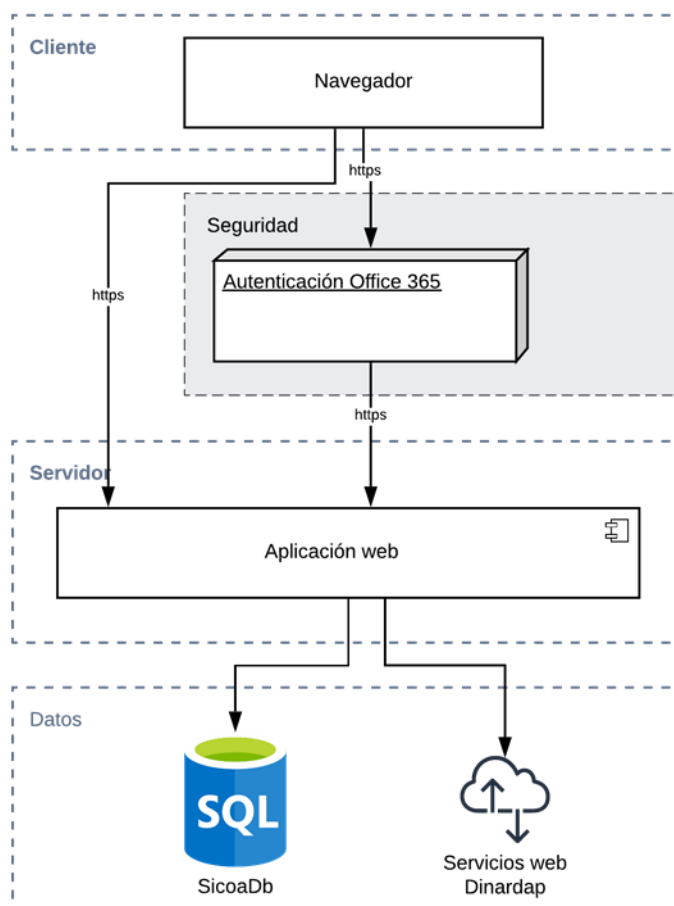 Cliente
Navegador
https
Seguridad
Autenticación Office 365
https
https
Servidor
Aplicación web
Datos
SQL
SicoaDb
Servicios web
Dinardap